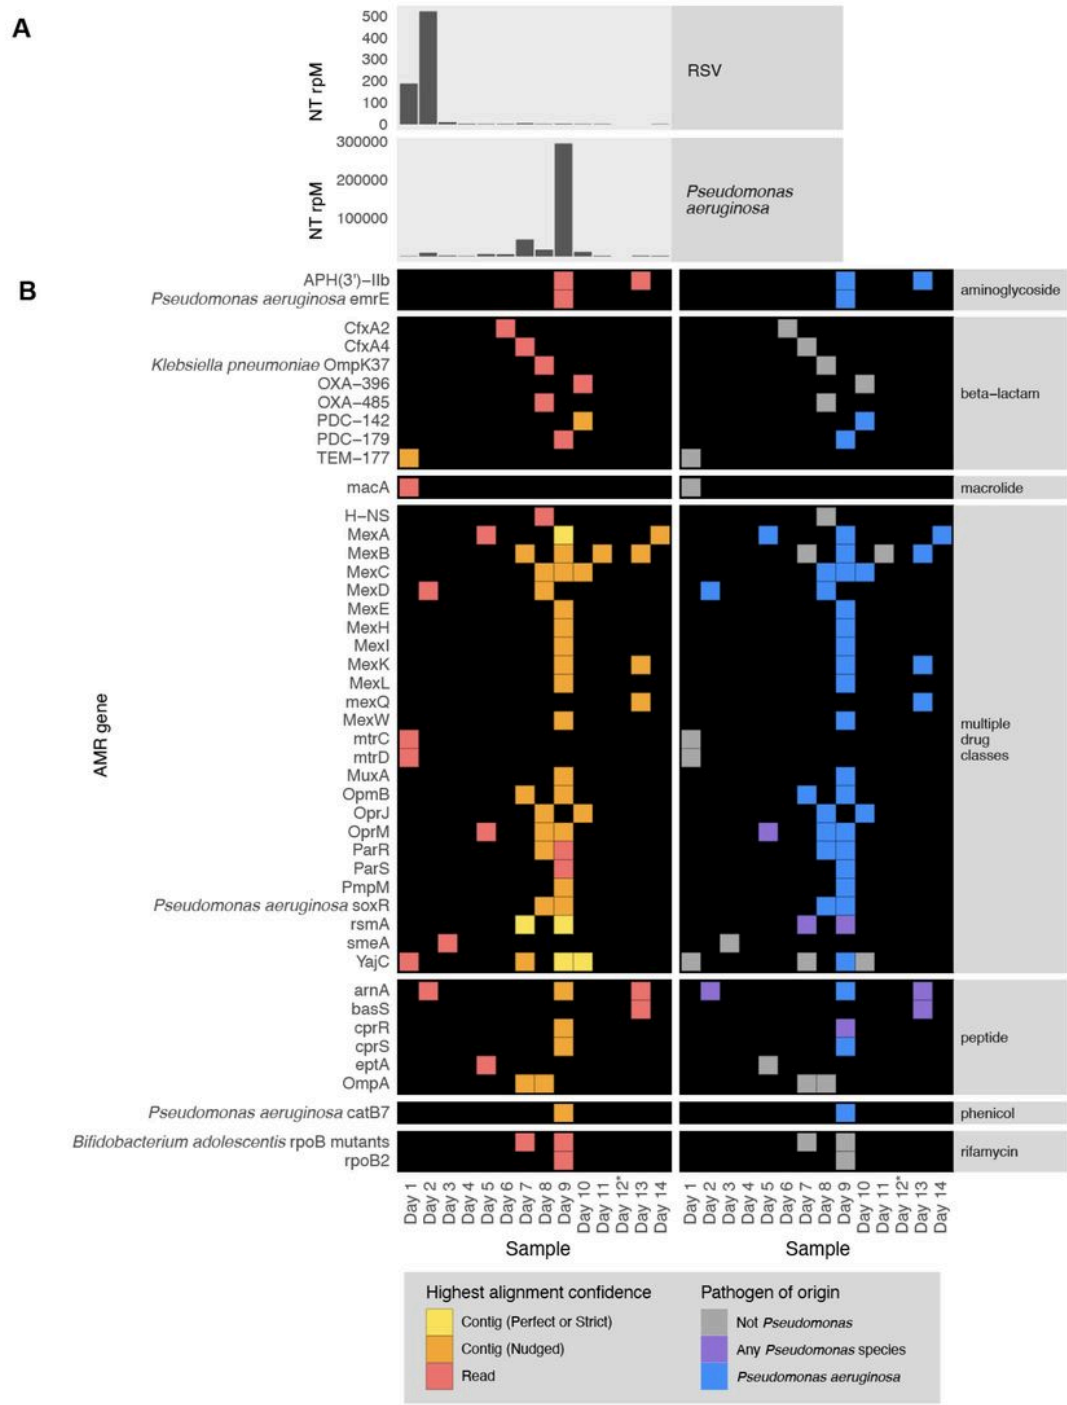 A
NT rpM
500
400
300
200
100
0
RSV
NT rpM
300000
200000
100000
Pseudomonas
aeruginosa
B
AMR gene
APH(3')−IIb
Pseudomonas aeruginosa emrE
aminoglycoside
CfxA2
CfxA4
Klebsiella pneumoniae OmpK37
OXA−396
OXA−485
PDC−142
PDC−179
TEM−177
beta−lactam
macA
macrolide
H−NS
MexA
MexB
MexC
MexD
MexE
MexH
MexI
MexK
MexL
mexQ
MexW
mtrC
mtrD
MuxA
OpmB
OprJ
OprM
ParR
ParS
PmpM
Pseudomonas aeruginosa soxR
rsmA
smeA
YajC
multiple
drug
classes
arnA
basS
cprR
cprS
eptA
OmpA
peptide
Pseudomonas aeruginosa catB7
phenicol
Bifidobacterium adolescentis rpoB mutants
rpoB2
rifamycin
Day 1
Day 2
Day 3
Day 4
Day 5
Day 6
Day 7
Day 8
Day 9
Day 10
Day 11
Day 12*
Day 13
Day 14
Day 1
Day 2
Day 3
Day 4
Day 5
Day 6
Day 7
Day 8
Day 9
Day 10
Day 11
Day 12*
Day 13
Day 14
Sample
Sample
Highest alignment confidence
Contig (Perfect or Strict)
Contig (Nudged)
Read
Pathogen of origin
Not Pseudomonas
Any Pseudomonas species
Pseudomonas aeruginosa